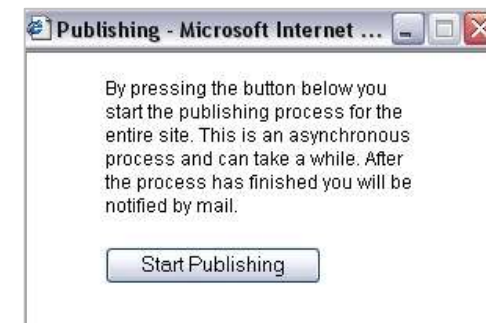 Publishing - Microsoft Internet ...
By pressing the button below you
start the publishing process for the
entire site. This is an asynchronous
process and can take a while. After
the process has finished you will be
notified by mail.
Start Publishing